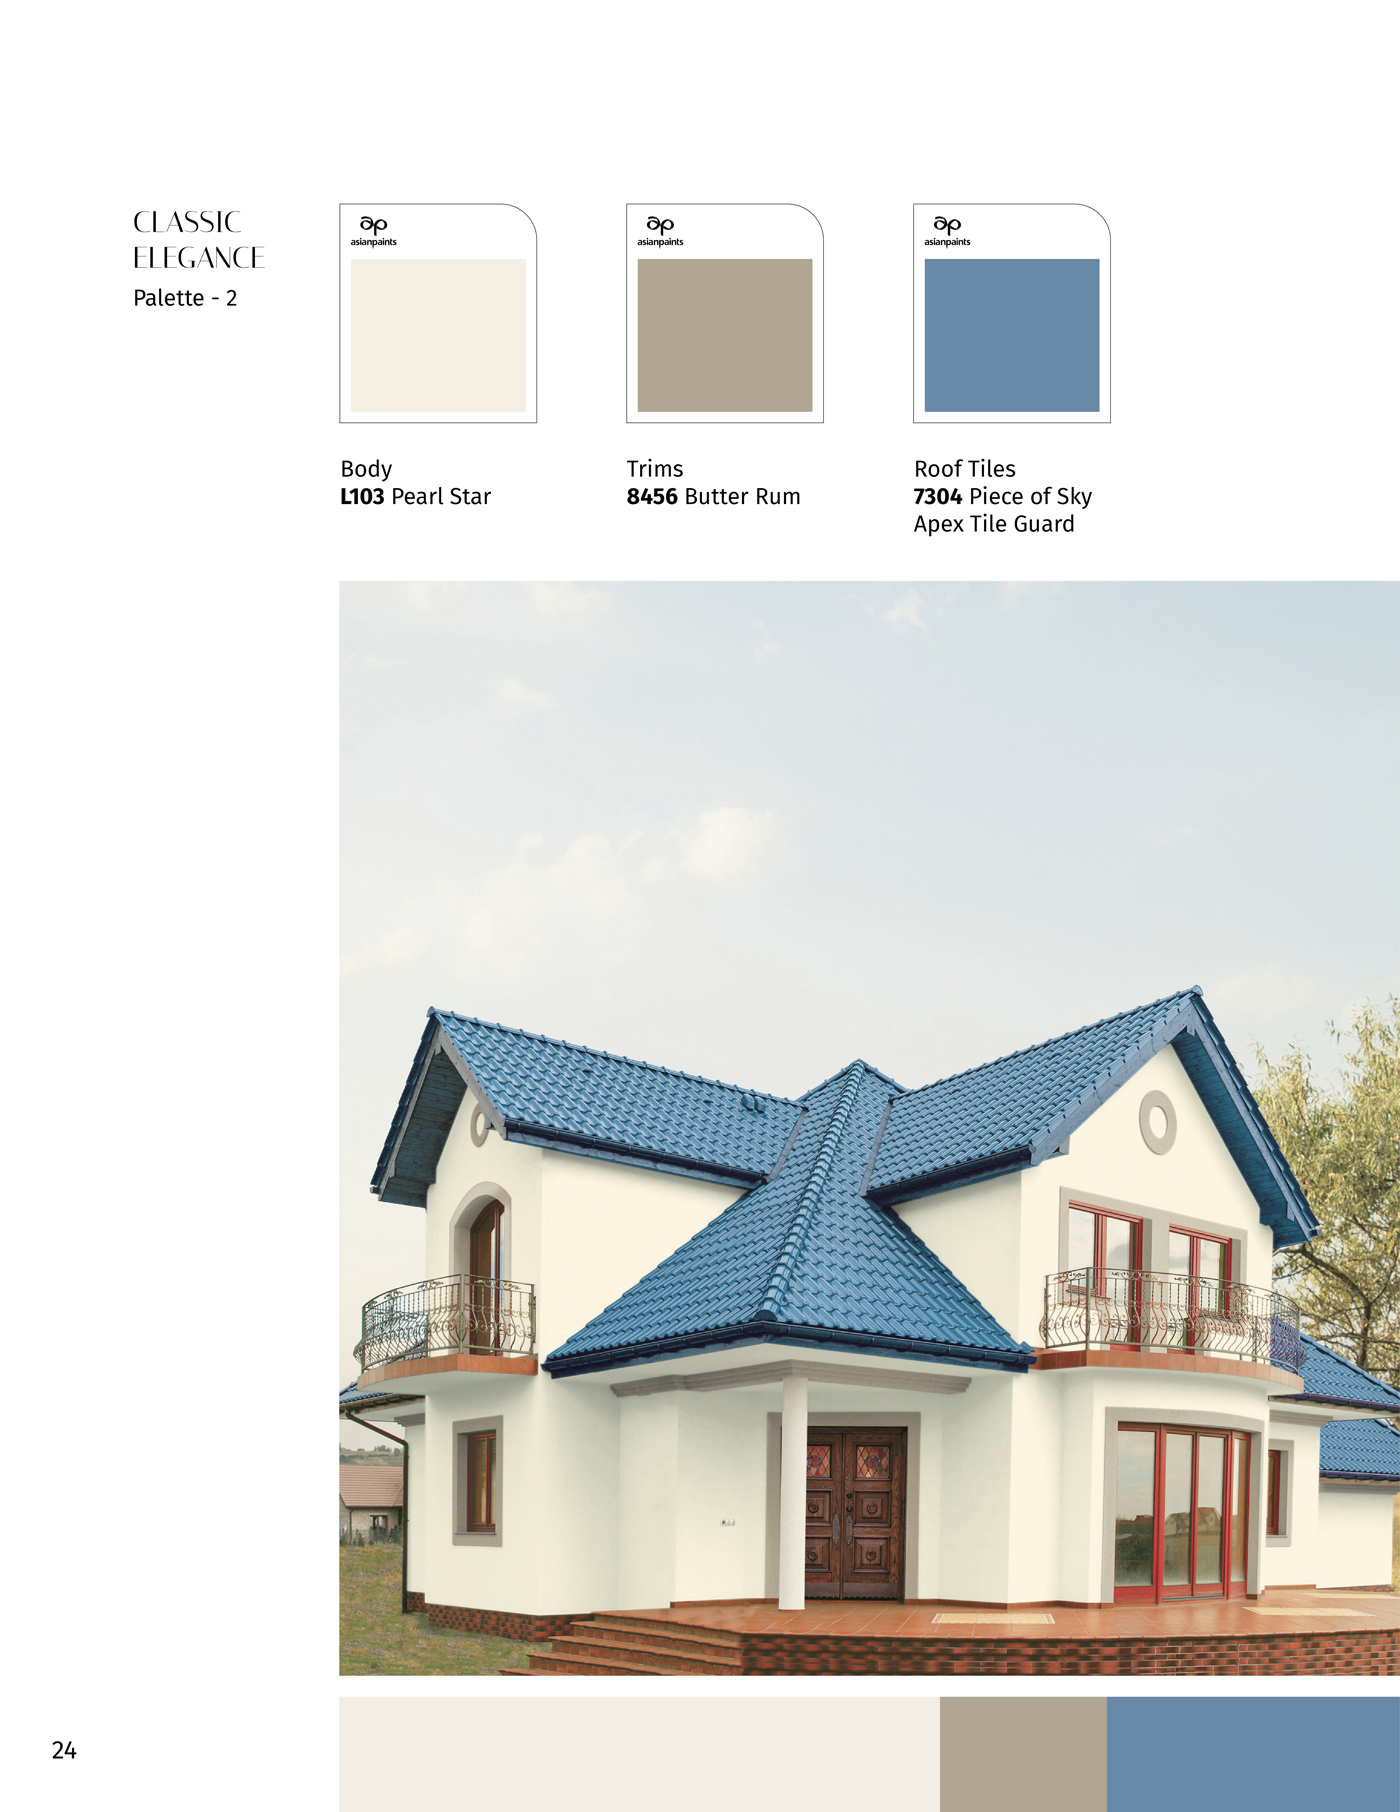 CLASSIC
ELEGANCE
Palette - 2
ap
asianpaints
ap
asianpaints
ap
asianpaints
Body
L103 Pearl Star
Trims
8456 Butter Rum
Roof Tiles
7304 Piece of Sky
Apex Tile Guard
24